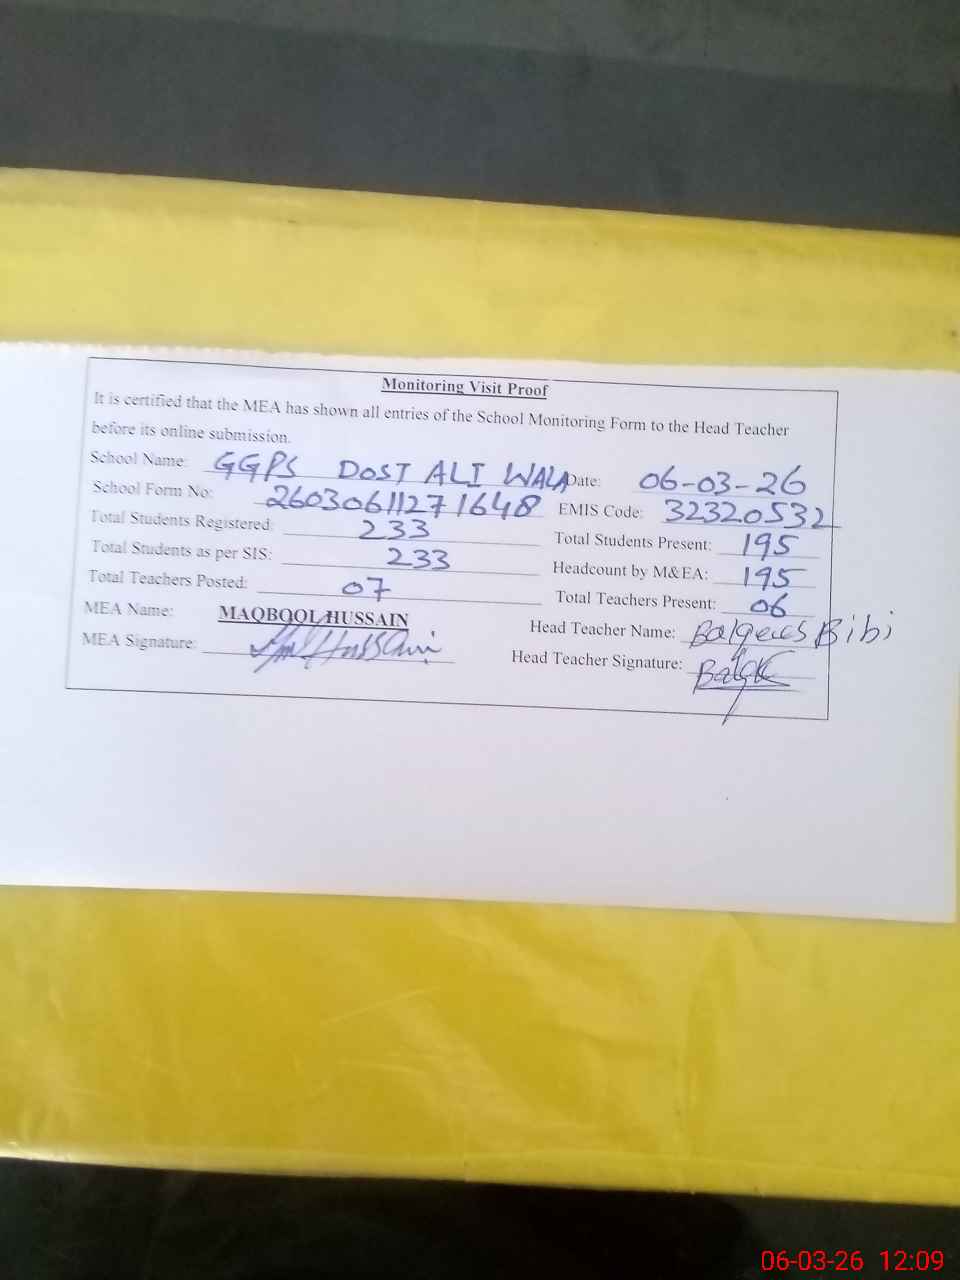 Monitoring Visit Proof
It is certified that the MEA has shown all entries of the School Monitoring Form to the Head Teacher
before its online submission.
School Name: GGPS DOST ALI WALA Date: 06-03-26
School Form No: 26030611271648 EMIS Code: 32320532
Total Students Registered: 233 Total Students Present: 195
Total Students as per SIS: 233 Headcount by M&EA: 195
Total Teachers Posted: 07 Total Teachers Present: 06
MEA Name: MAQBOOL HUSSAIN Head Teacher Name: Balqees Bibi
MEA Signature: Head Teacher Signature:
06-03-26 12:09